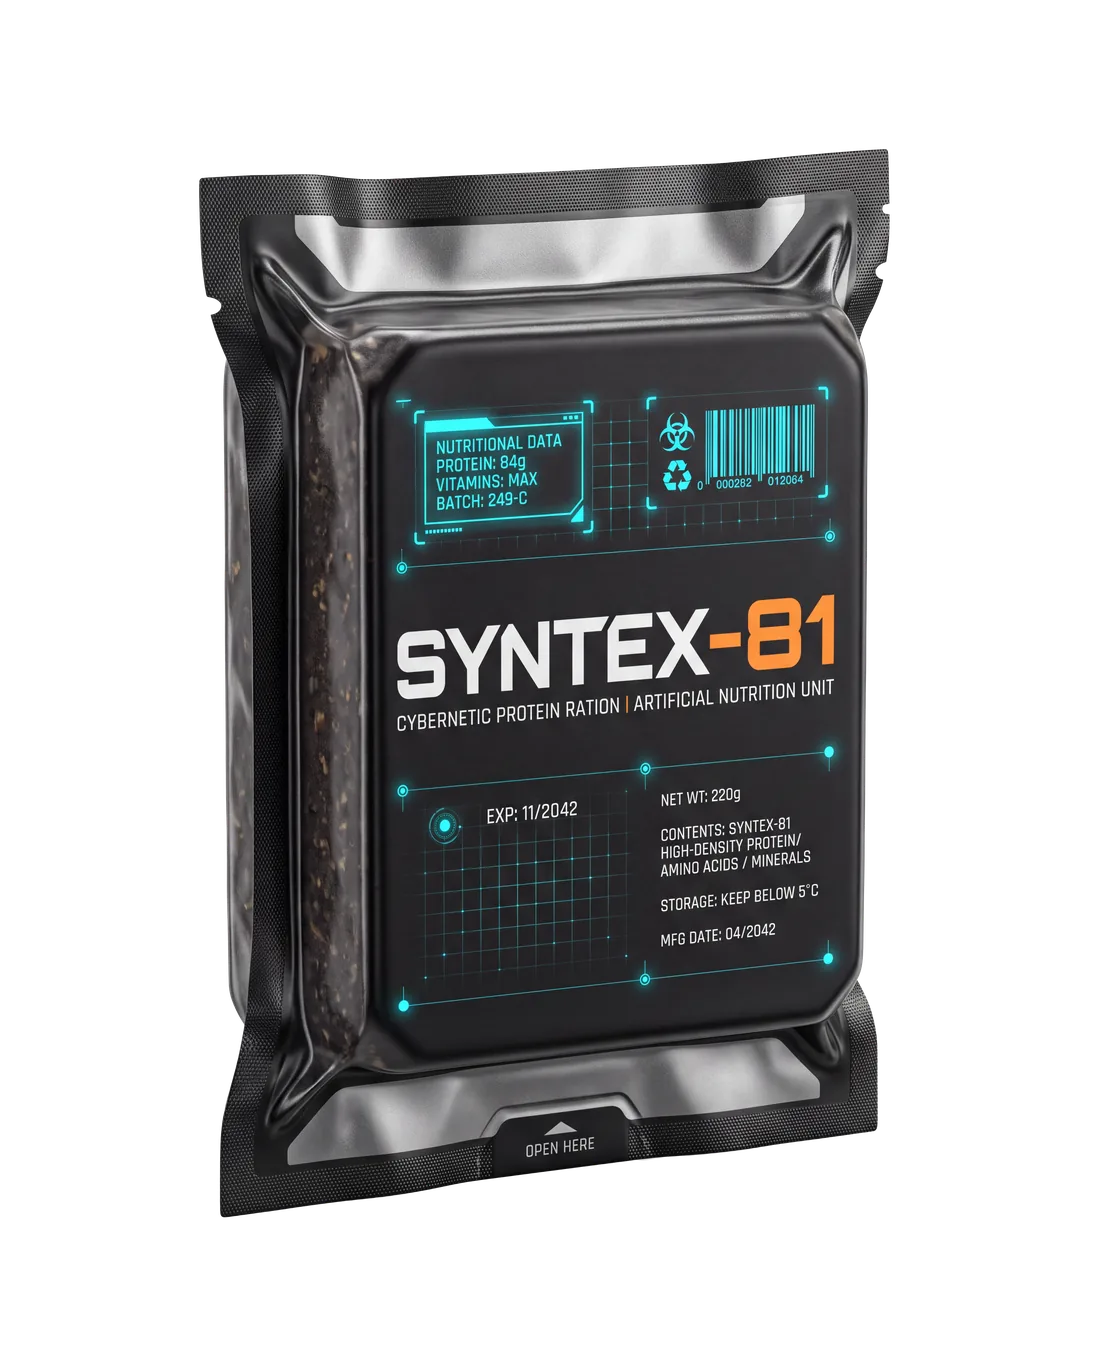 NUTRITIONAL DATA
PROTEIN: 84g
VITAMINS: MAX
BATCH: 249-C
0 000282 012064
SYNTEX-81
CYBERNETIC PROTEIN RATION | ARTIFICIAL NUTRITION UNIT
EXP: 11/2042
NET WT: 220g
CONTENTS: SYNTEX-81
HIGH-DENSITY PROTEIN/
AMINO ACIDS / MINERALS
STORAGE: KEEP BELOW 5°C
MFG DATE: 04/2042
OPEN HERE